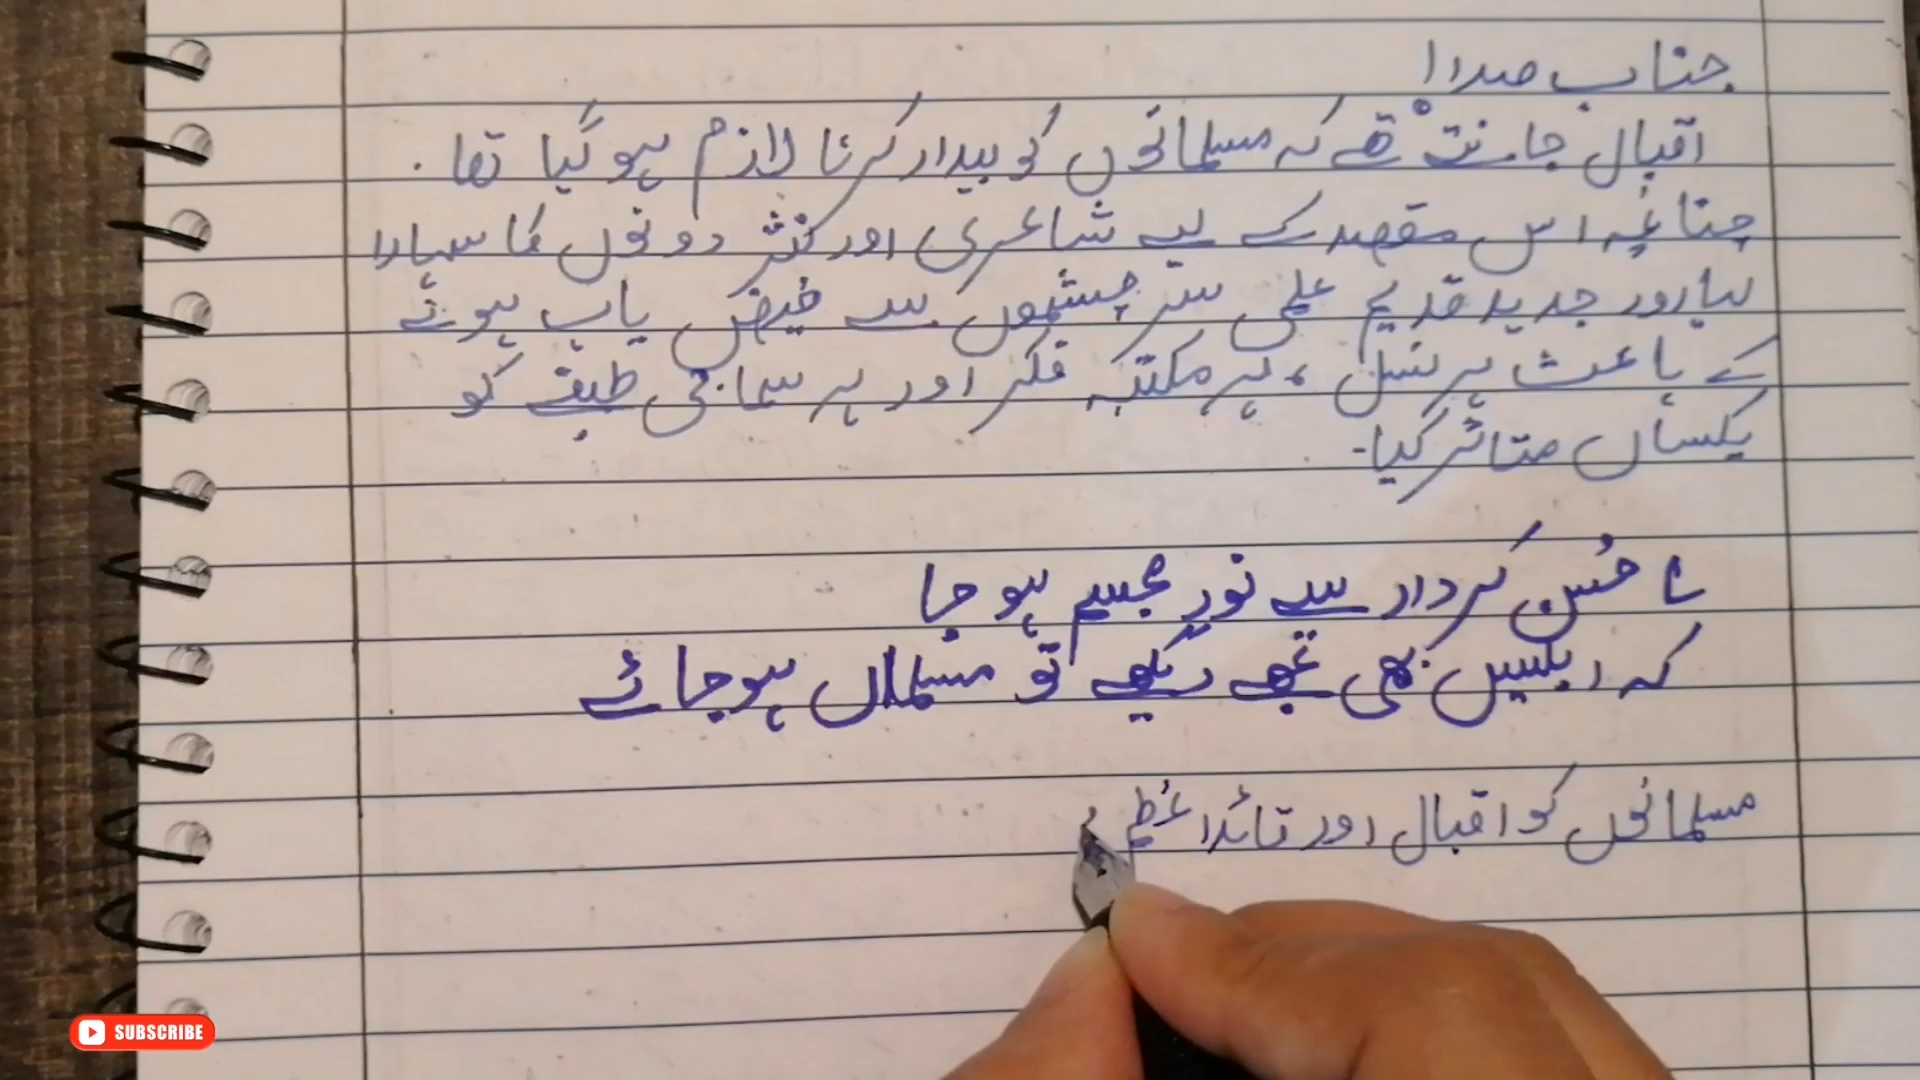 جناب صدر!
اقبال جانتے تھے کہ مسلمانوں کو بیدار کرنا لازم ہو گیا تھا۔
چنانچہ اس مقصد کے لیے شاعری اور نثر دونوں کا سہارا
لیا اور جدید قدیم علمی سرچشموں سے فیض یاب ہونے
کے باعث ہر نسل ، ہر مکتبہ فکر اور ہر سماجی طبقے کو
یکساں متاثر کیا۔
؎ حُسنِ کردار سے نورِ مجسم ہو جا
کہ ابلیس بھی تجھے دیکھے تو مسلماں ہو جائے
مسلمانوں کو اقبال اور قائداعظم
SUBSCRIBE